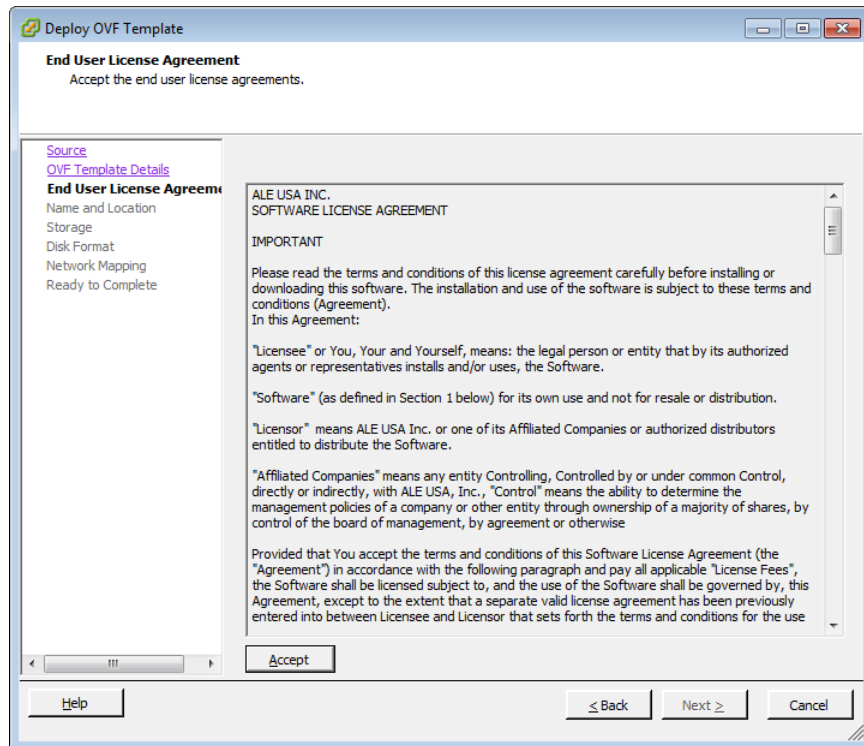 Deploy OVF Template
End User License Agreement
Accept the end user license agreements.
Source
OVF Template Details
End User License Agreeme
Name and Location
Storage
Disk Format
Network Mapping
Ready to Complete
ALE USA INC.
SOFTWARE LICENSE AGREEMENT
IMPORTANT
Please read the terms and conditions of this license agreement carefully before installing or
downloading this software. The installation and use of the software is subject to these terms and
conditions (Agreement).
In this Agreement:
"Licensee" or You, Your and Yourself, means: the legal person or entity that by its authorized
agents or representatives installs and/or uses, the Software.
"Software" (as defined in Section 1 below) for its own use and not for resale or distribution.
"Licensor"  means ALE USA Inc. or one of its Affiliated Companies or authorized distributors
entitled to distribute the Software.
"Affiliated Companies" means any entity Controlling, Controlled by or under common Control,
directly or indirectly, with ALE USA, Inc., "Control" means the ability to determine the
management policies of a company or other entity through ownership of a majority of shares, by
control of the board of management, by agreement or otherwise
Provided that You accept the terms and conditions of this Software License Agreement (the
"Agreement") in accordance with the following paragraph and pay all applicable "License Fees",
the Software shall be licensed subject to, and the use of the Software shall be governed by, this
Agreement, except to the extent that a separate valid license agreement has been previously
entered into between Licensee and Licensor that sets forth the terms and conditions for the use
Accept
Help
< Back
Next >
Cancel